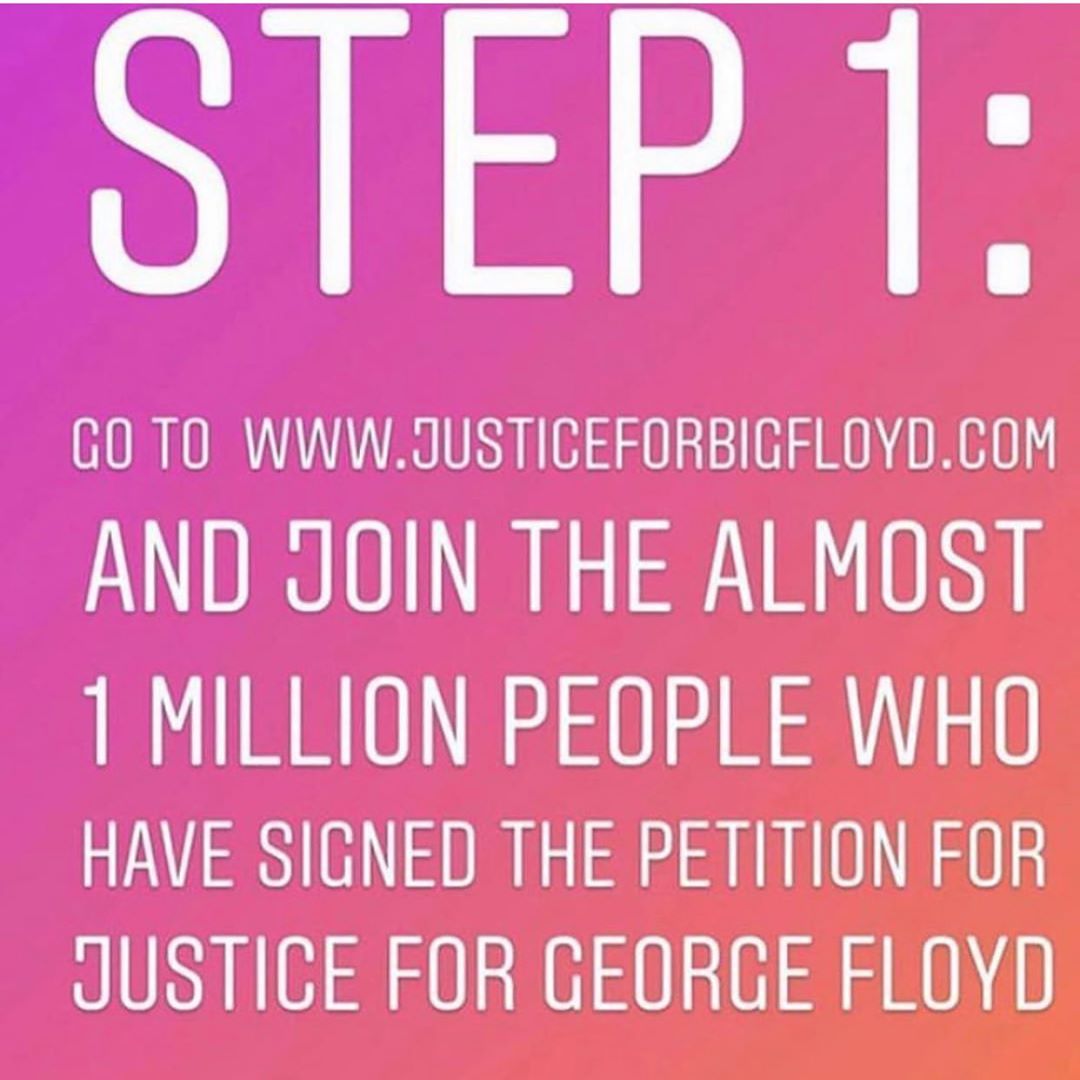 STEP 1:
GO TO WWW.JUSTICEFORBIGFLOYD.COM
AND JOIN THE ALMOST
1 MILLION PEOPLE WHO
HAVE SIGNED THE PETITION FOR
JUSTICE FOR GEORGE FLOYD